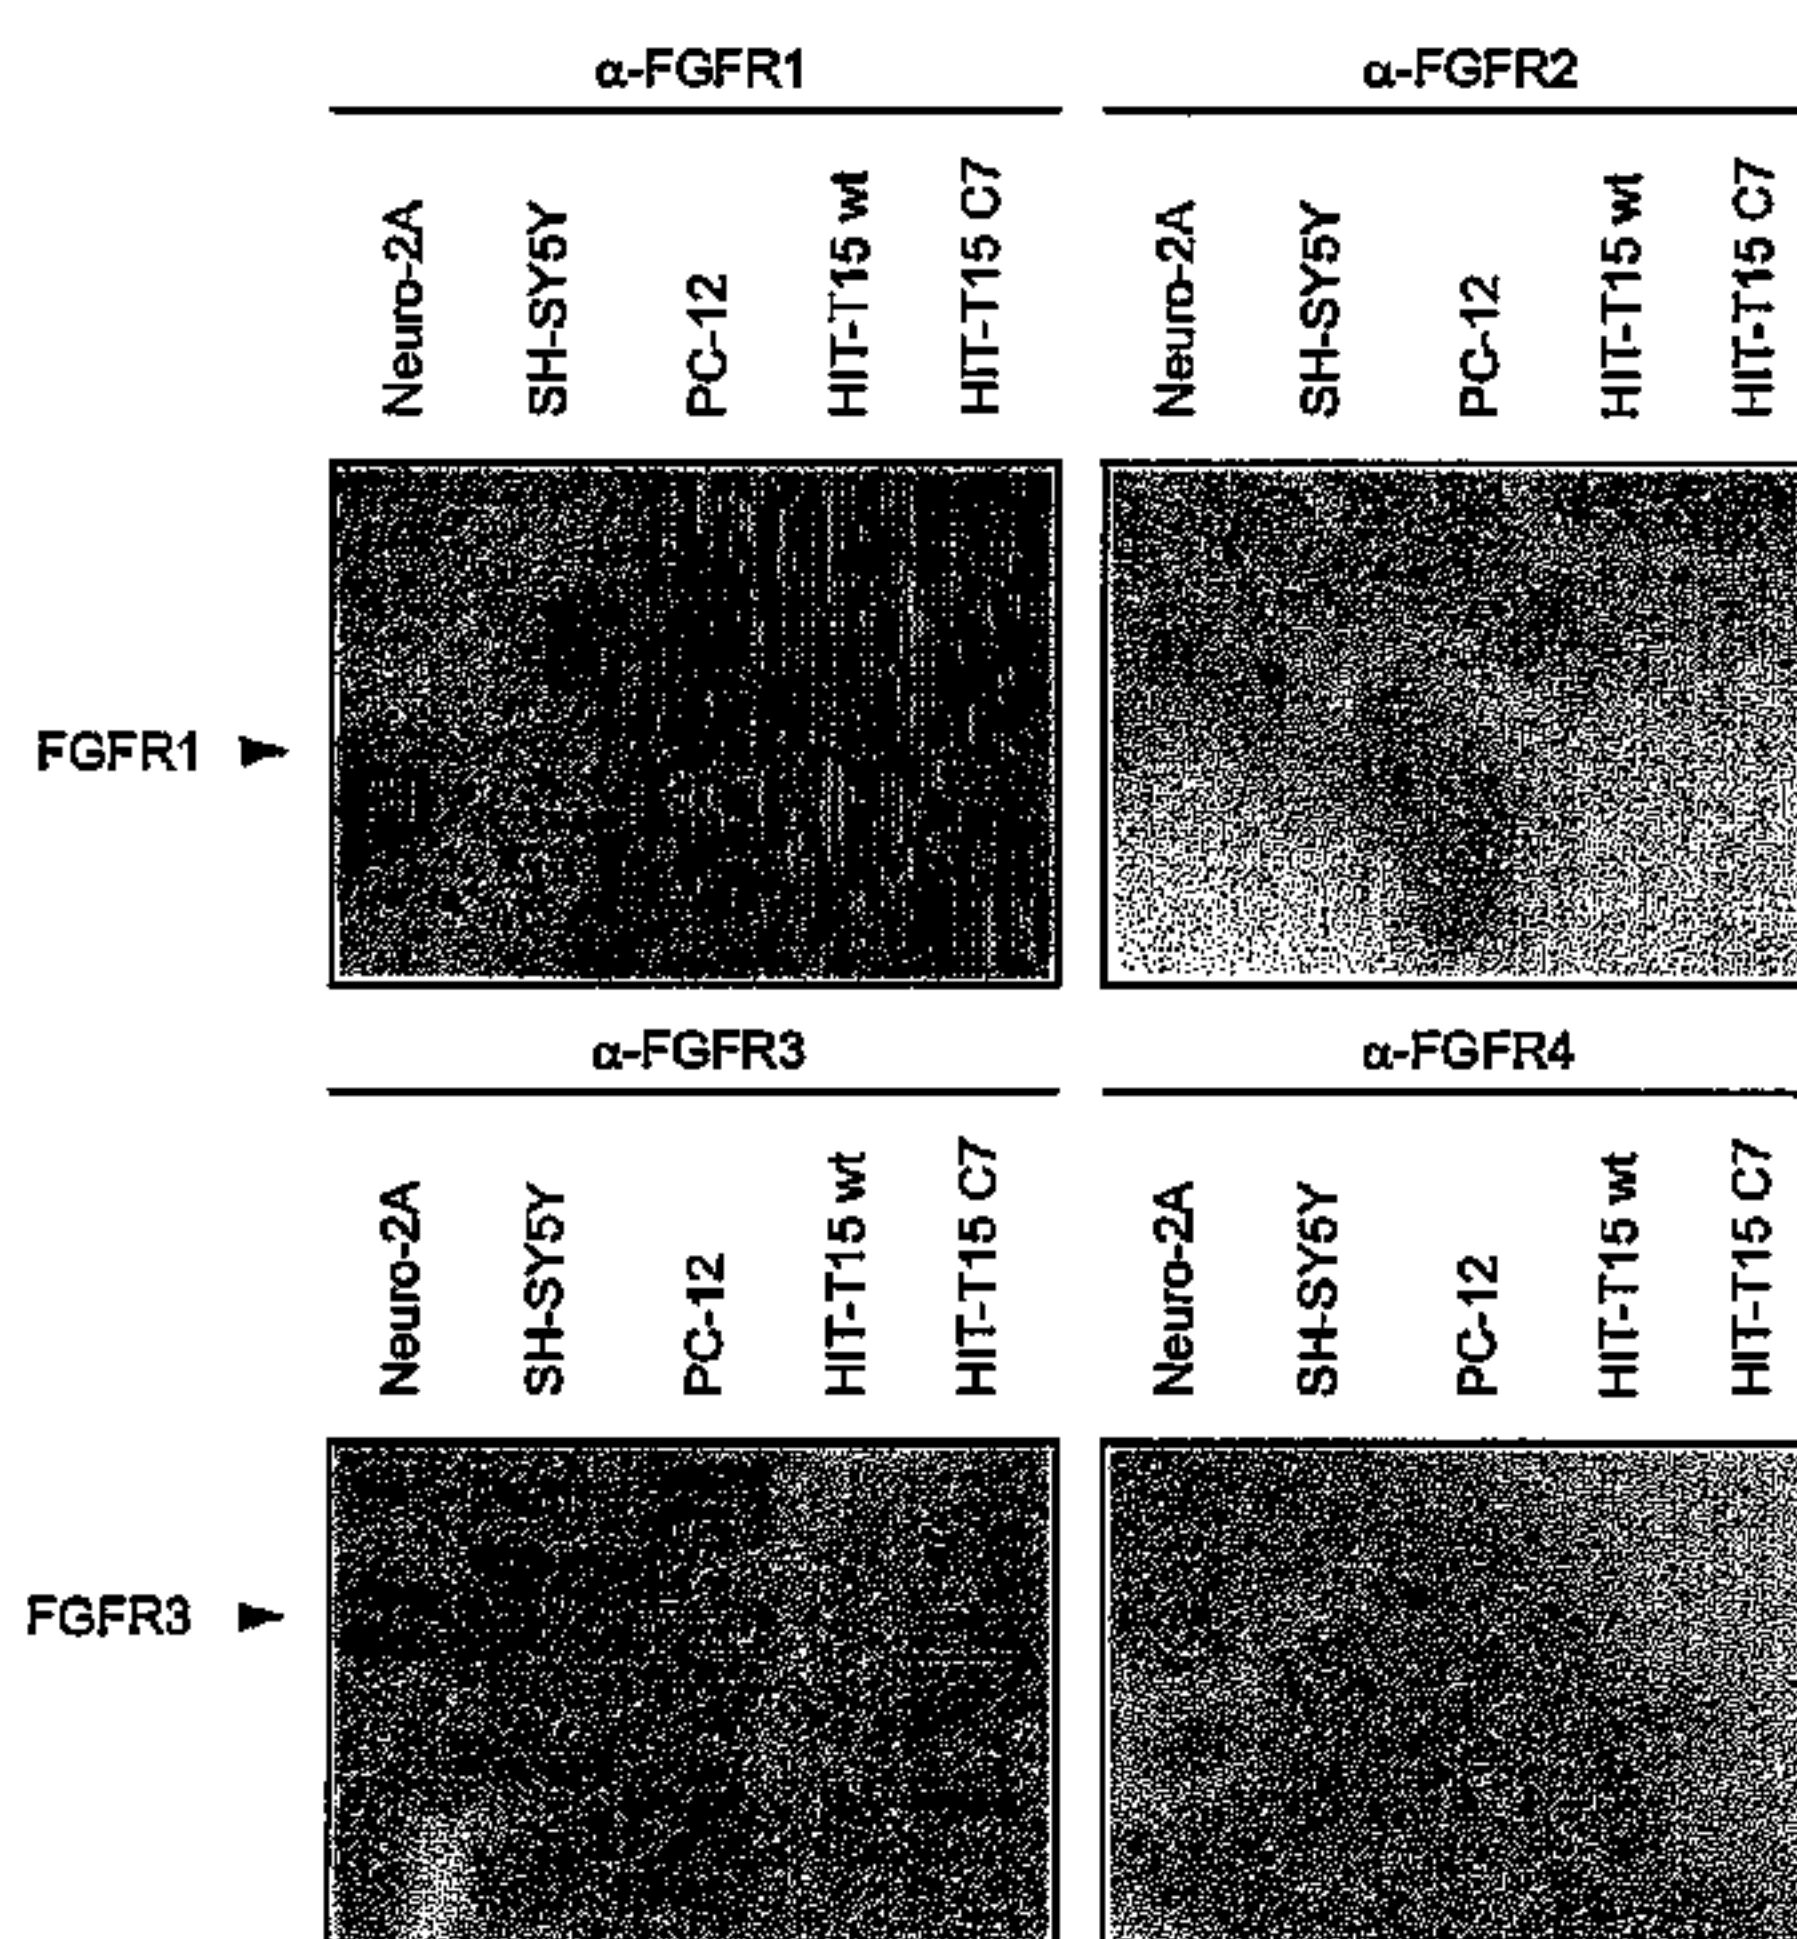 α-FGFR1
α-FGFR2
Neuro-2A
SH-SY5Y
PC-12
HIT-T15 wt
HIT-T15 C7
Neuro-2A
SH-SY5Y
PC-12
HIT-T15 wt
HIT-T15 C7
FGFR1
α-FGFR3
α-FGFR4
Neuro-2A
SH-SY5Y
PC-12
HIT-T15 wt
HIT-T15 C7
Neuro-2A
SH-SY5Y
PC-12
HIT-T15 wt
HIT-T15 C7
FGFR3